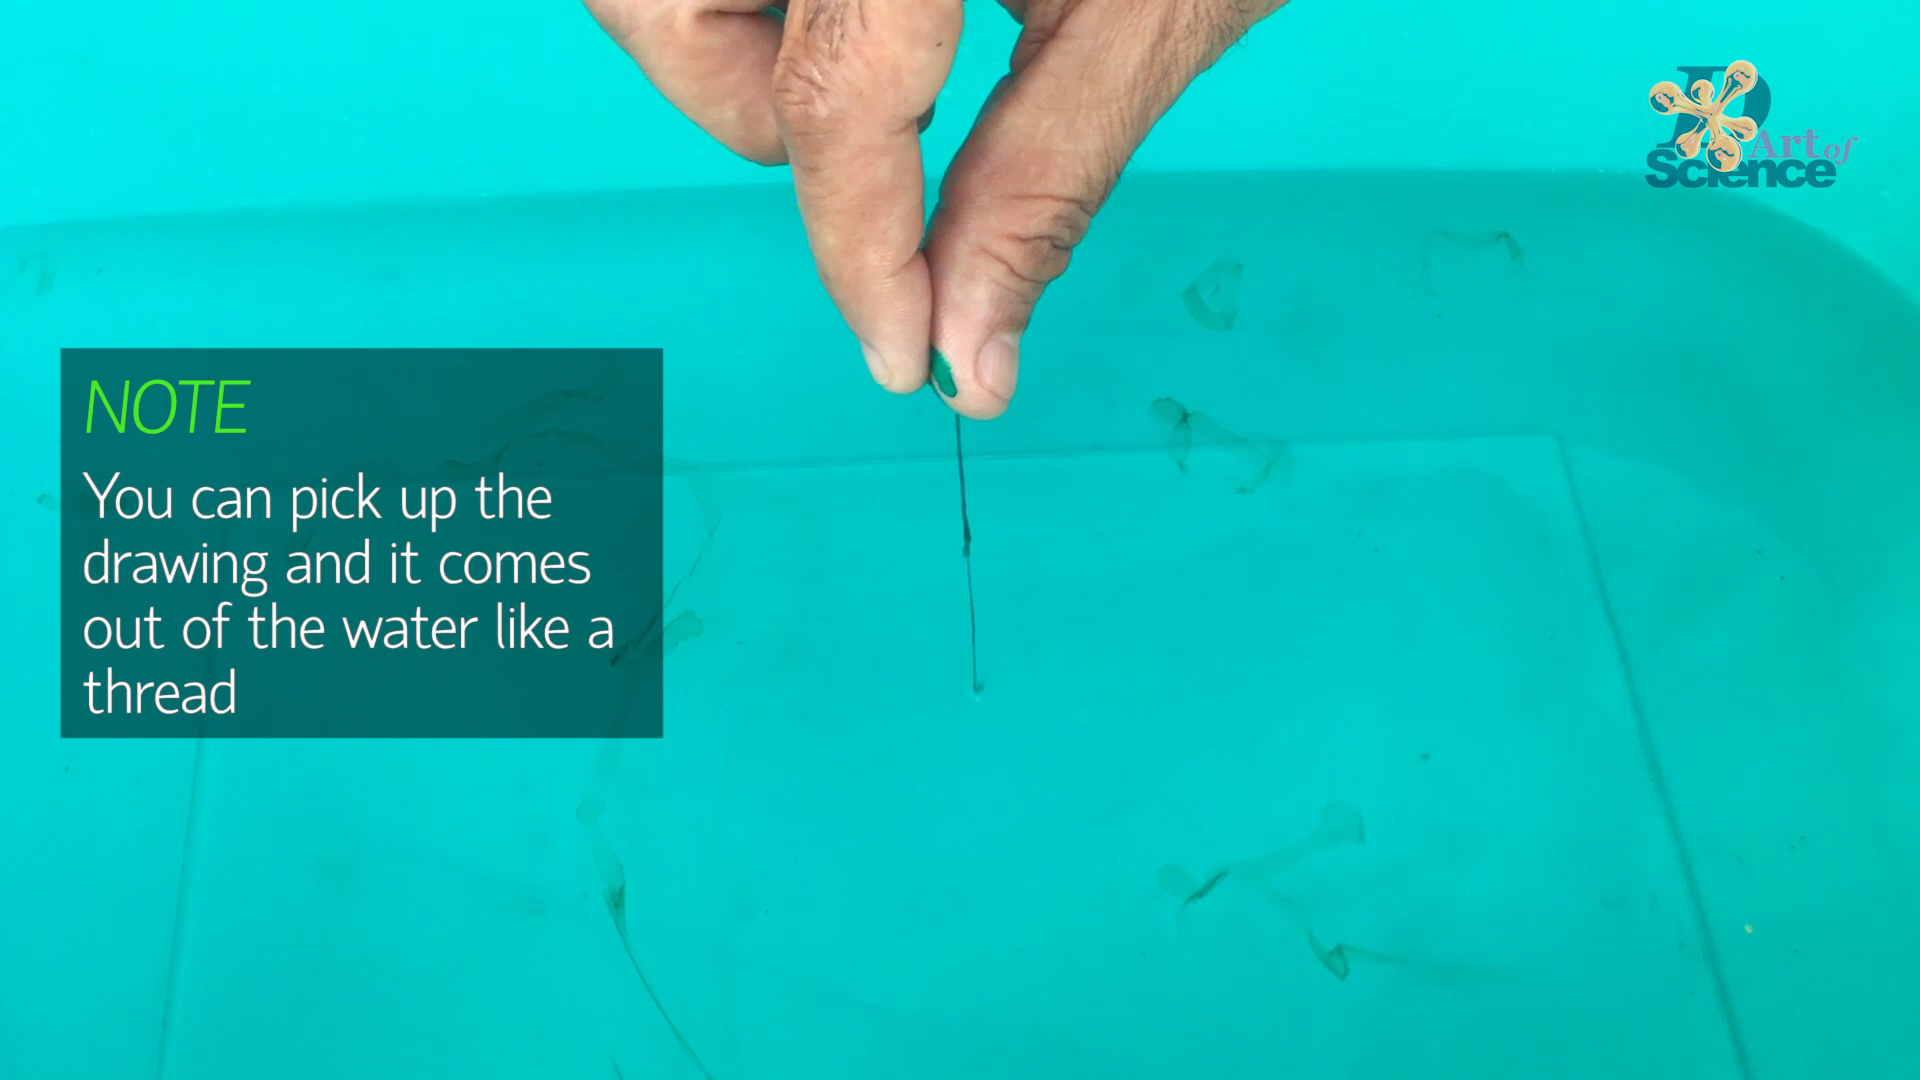 Art of
Science
NOTE
You can pick up the
drawing and it comes
out of the water like a
thread